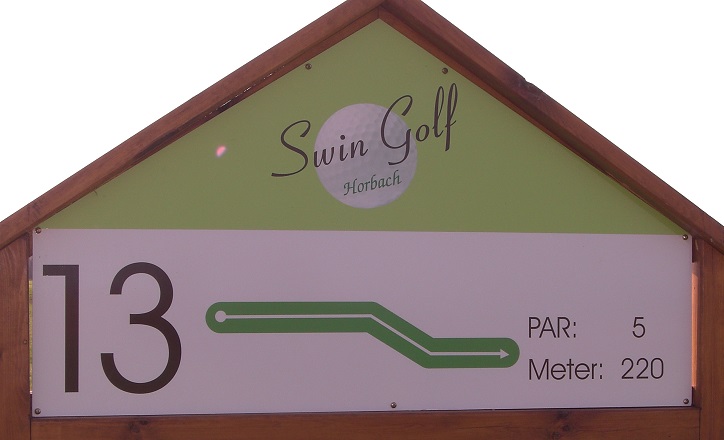 Swin Golf
Horbach
13
PAR: 5
Meter: 220